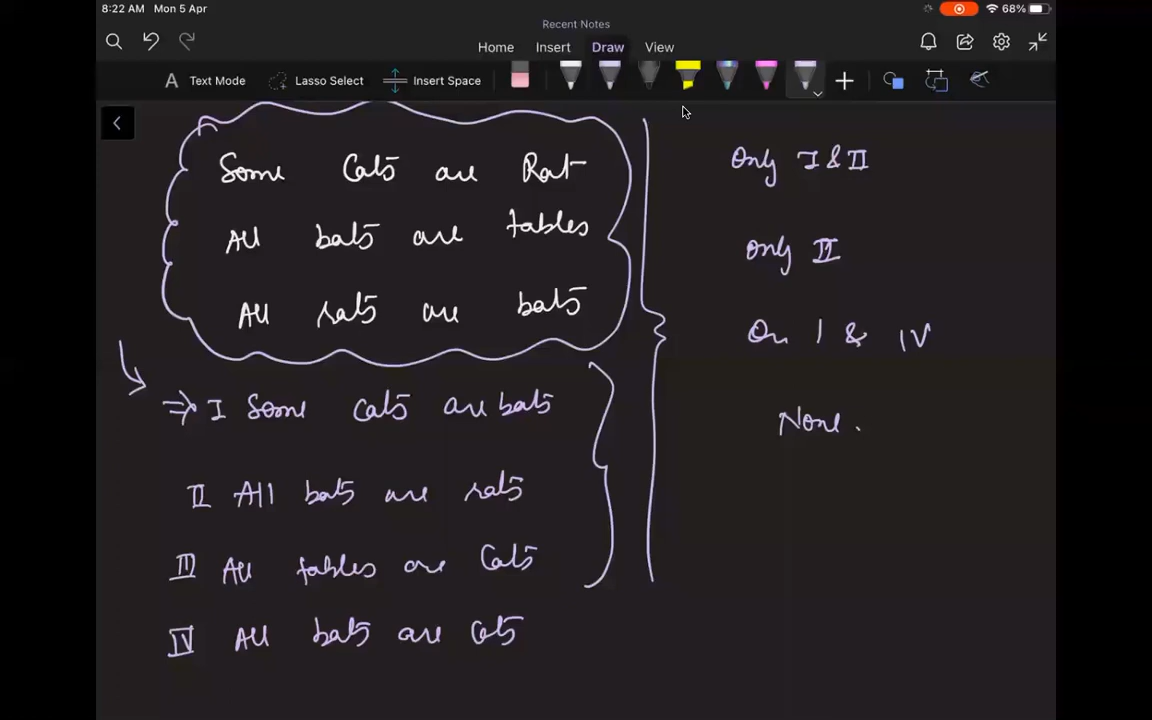 8:22 AM Mon 5 Apr
68%
Recent Notes
Home Insert Draw View
Text Mode Lasso Select Insert Space
Some Cats are Rat
All bats are tables
All rats are bats
⇒ I Some Cats are bats
II All bats are rats
III All tables are Cats
IV All bats are Cats
Only I & II
Only II
On I & IV
None.